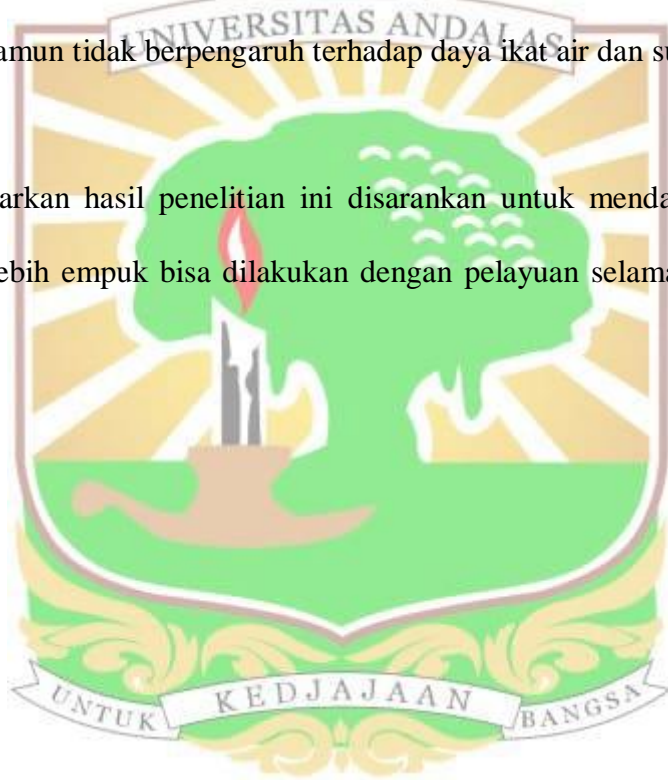 UNIVERSITAS ANDALAS
amun tidak berpengaruh terhadap daya ikat air dan su
arkan hasil penelitian ini disarankan untuk menda
ebih empuk bisa dilakukan dengan pelayuan selama
UNTUK KEDJAJAAN BANGSA